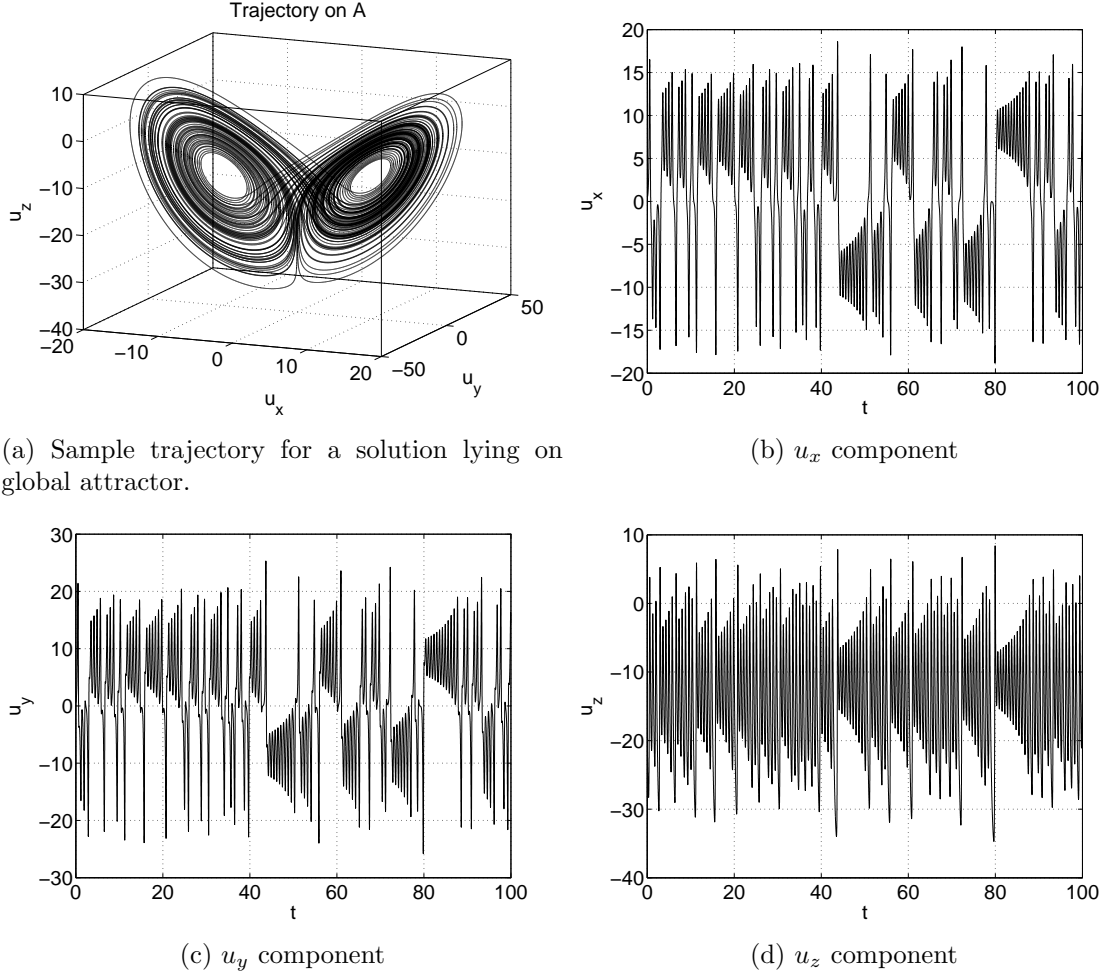 Trajectory on A
10
0
−10
−20
−30
−40
u_z
−20
−10
0
10
20
u_x
−50
0
50
u_y
(a) Sample trajectory for a solution lying on
global attractor.
20
15
10
5
0
−5
−10
−15
−20
u_x
0 20 40 60 80 100
t
(b) u_x component
30
20
10
0
−10
−20
−30
u_y
0 20 40 60 80 100
t
(c) u_y component
10
0
−10
−20
−30
−40
u_z
0 20 40 60 80 100
t
(d) u_z component